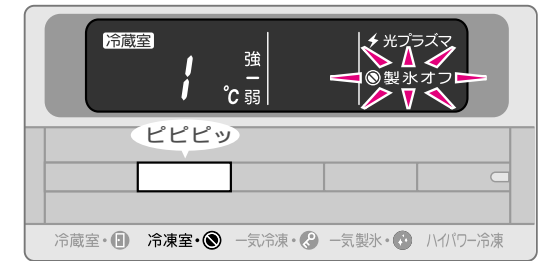 冷蔵室
1
℃
強
ー
弱
光プラズマ
製氷オフ
ピピピッ
冷蔵室・ 冷凍室・ 一気冷凍・ 一気製氷・ ハイパワー冷凍